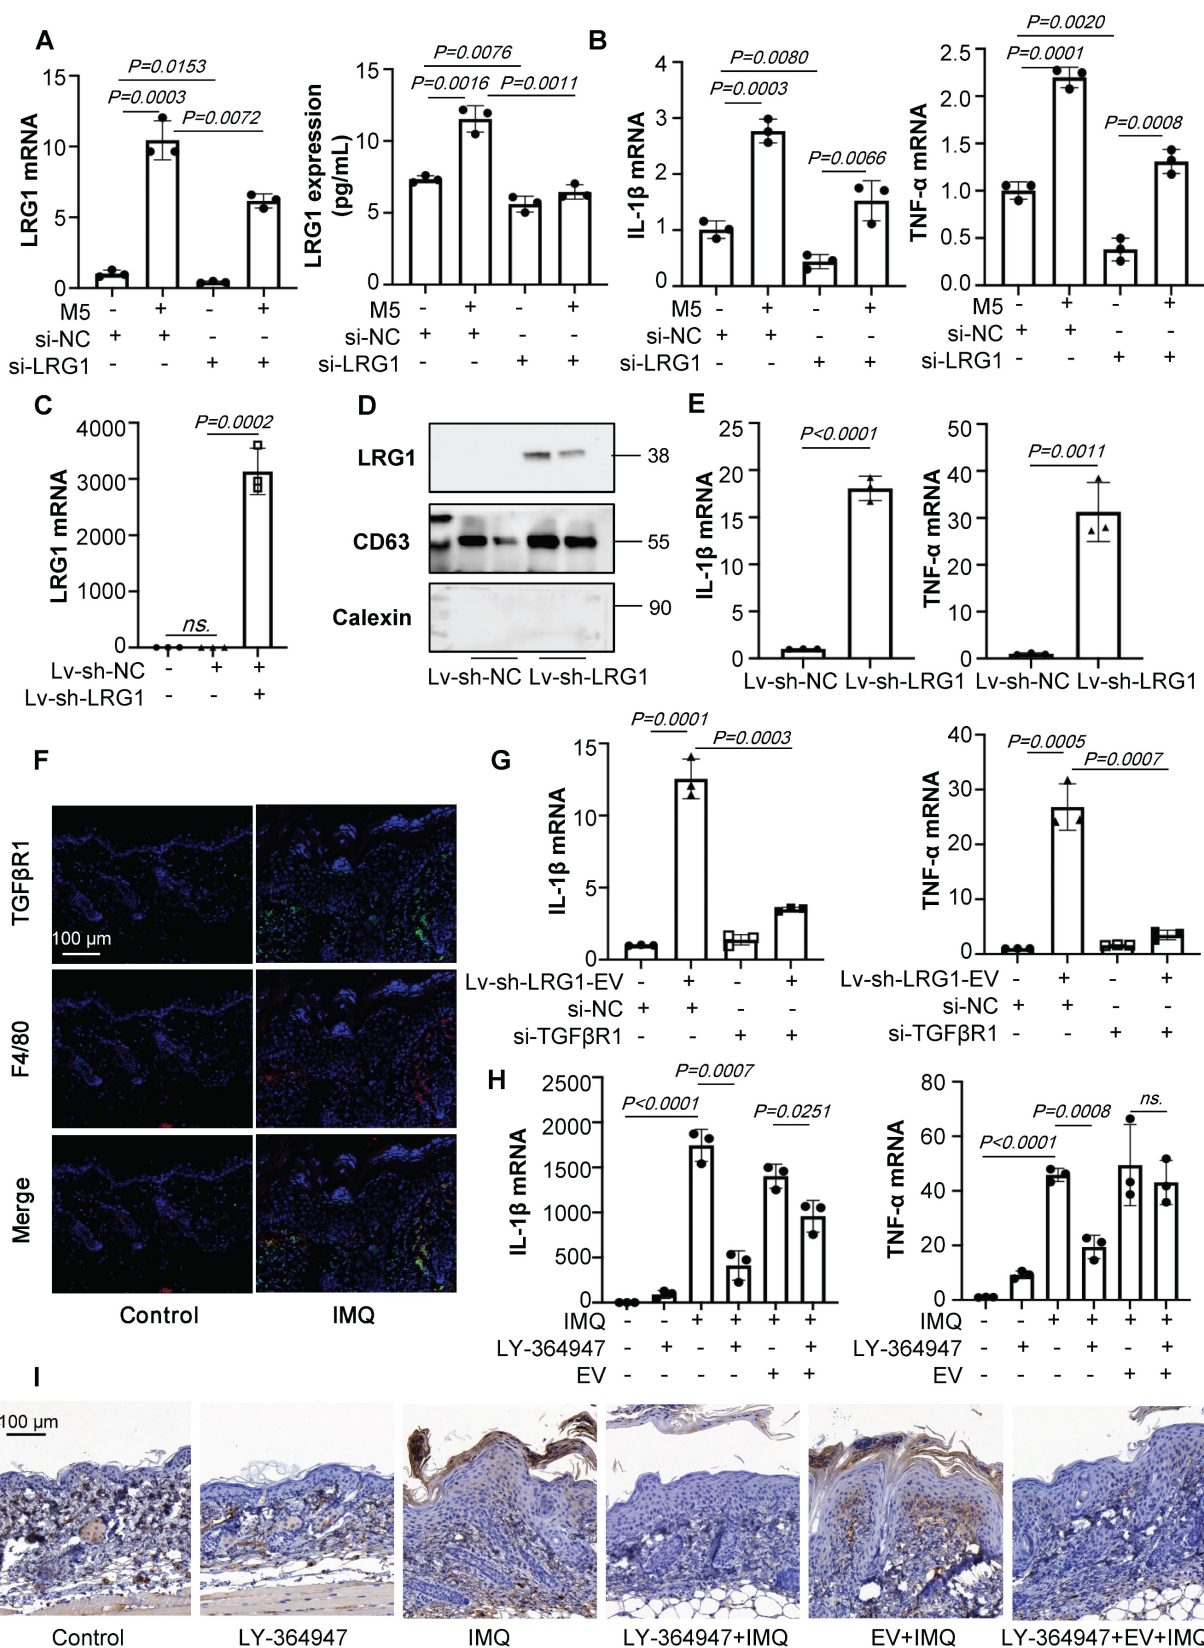 A
B
LRG1 mRNA
15
10
5
0
P=0.0153
P=0.0003
P=0.0072
M5 - + - +
si-NC + + - -
si-LRG1 - - + +
LRG1 expression
(pg/mL)
15
10
5
0
P=0.0076
P=0.0016
P=0.0011
- + - +
+ + - -
si-LRG1 - - + +
IL-1β mRNA
4
3
2
1
0
P=0.0080
P=0.0003
P=0.0066
M5 - + - +
si-NC + + - -
si-LRG1 - - + +
TNF-α mRNA
2.5
2.0
1.5
1.0
0.5
0.0
P=0.0020
P=0.0001
P=0.0008
M5 - + - +
si-NC + + - -
si-LRG1 - - + +
C
LRG1 mRNA
4000
3000
2000
1000
0
P=0.0002
ns.
Lv-sh-NC - + +
Lv-sh-LRG1 - - +
D
LRG1
38
CD63
55
Calexin
90
Lv-sh-NC Lv-sh-LRG1
E
IL-1β mRNA
25
20
15
10
5
0
P<0.0001
Lv-sh-NC Lv-sh-LRG1
TNF-α mRNA
50
40
30
20
10
0
P=0.0011
Lv-sh-NC Lv-sh-LRG1
F
TGFβR1
100 µm
F4/80
Merge
Control
IMQ
G
IL-1β mRNA
15
10
5
0
P=0.0001
P=0.0003
Lv-sh-LRG1-EV - + - +
si-NC + + - -
si-TGFβR1 - - + +
TNF-α mRNA
40
30
20
10
0
P=0.0005
P=0.0007
Lv-sh-LRG1-EV - + - +
si-NC + + - -
si-TGFβR1 - - + +
H
IL-1β mRNA
2500
2000
1500
1000
500
0
P<0.0001
P=0.0007
P=0.0251
IMQ - - + + + +
LY-364947 - + - + - +
EV - - - - + +
TNF-α mRNA
80
60
40
20
0
P<0.0001
P=0.0008
ns.
IMQ - - + + + +
LY-364947 - + - + - +
EV - - - - + +
I
100 µm
Control
LY-364947
IMQ
LY-364947+IMQ
EV+IMQ
LY-364947+EV+IMQ